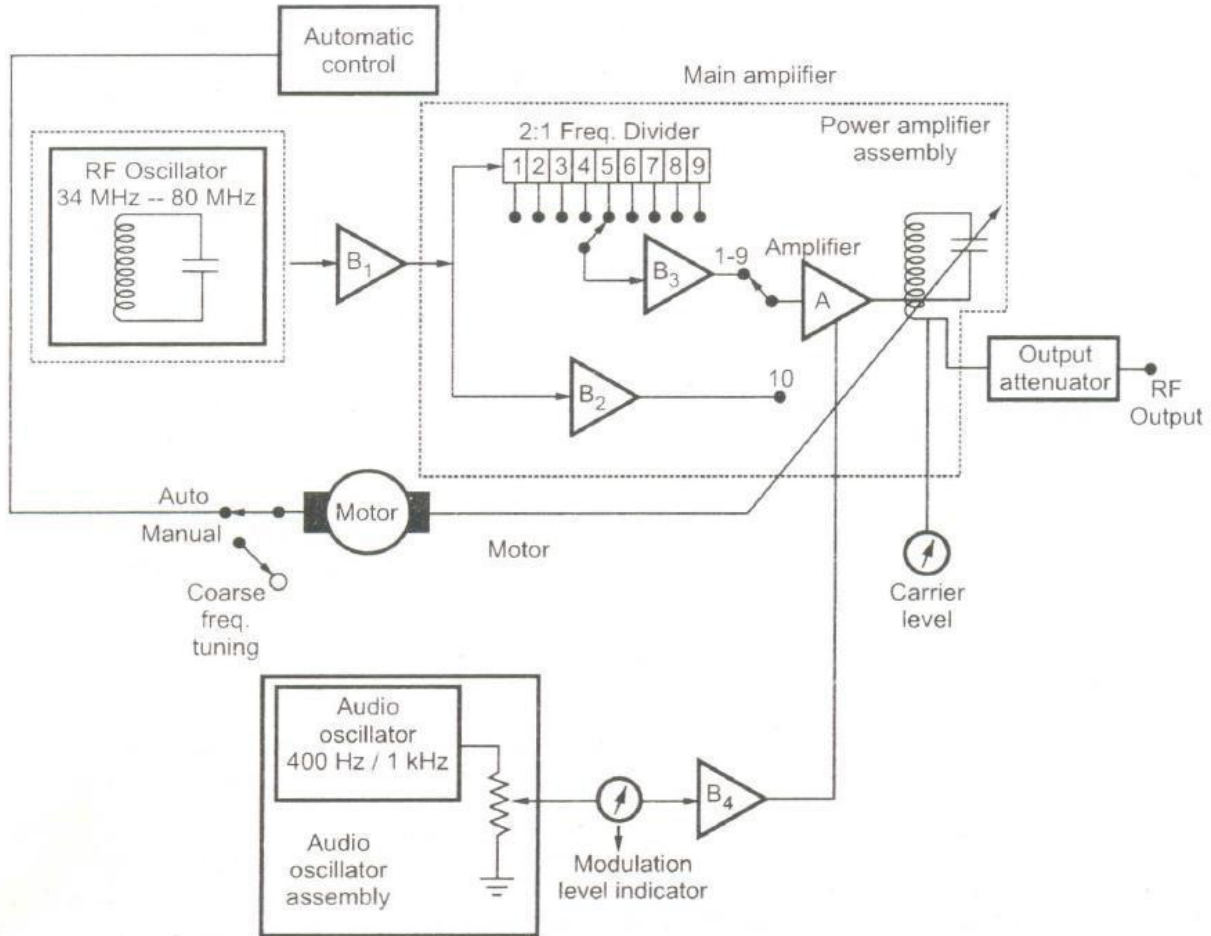 Automatic
control
Main amplifier
2:1 Freq. Divider
1 2 3 4 5 6 7 8 9
Power amplifier
assembly
RF Oscillator
34 MHz -- 80 MHz
B1
B3
1-9
Amplifier
A
B2
10
Output
attenuator
RF
Output
Auto
Manual
Motor
Motor
Coarse
freq.
tuning
Carrier
level
Audio
oscillator
400 Hz / 1 kHz
B4
Audio
oscillator
assembly
Modulation
level indicator